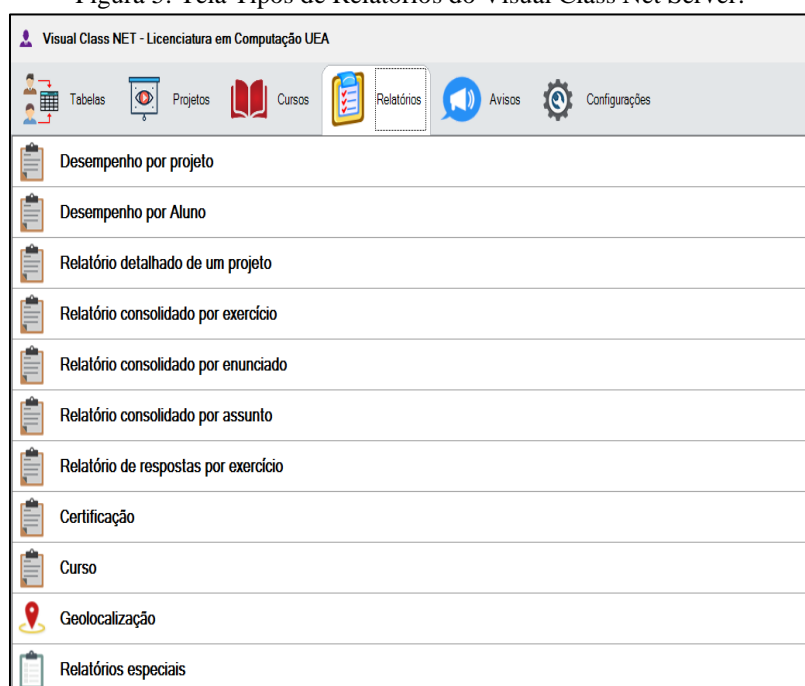 Figura 3: Tela Tipos de Relatórios do Visual Class Net Server.
Visual Class NET - Licenciatura em Computação UEA
Tabelas Projetos Cursos Relatórios Avisos Configurações
Desempenho por projeto
Desempenho por Aluno
Relatório detalhado de um projeto
Relatório consolidado por exercício
Relatório consolidado por enunciado
Relatório consolidado por assunto
Relatório de respostas por exercício
Certificação
Curso
Geolocalização
Relatórios especiais